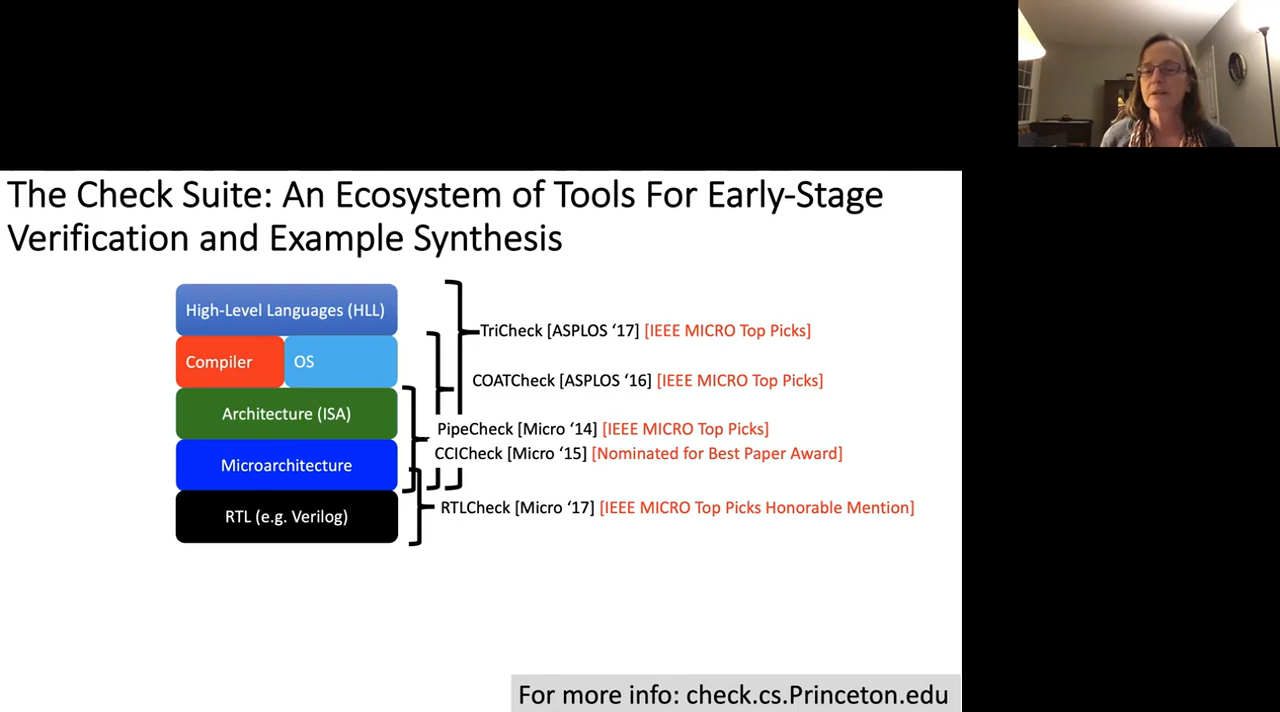 The Check Suite: An Ecosystem of Tools For Early-Stage
Verification and Example Synthesis
High-Level Languages (HLL)
Compiler
OS
Architecture (ISA)
Microarchitecture
RTL (e.g. Verilog)
TriCheck [ASPLOS ‘17] [IEEE MICRO Top Picks]
COATCheck [ASPLOS ‘16] [IEEE MICRO Top Picks]
PipeCheck [Micro ‘14] [IEEE MICRO Top Picks]
CCICheck [Micro ‘15] [Nominated for Best Paper Award]
RTLCheck [Micro ‘17] [IEEE MICRO Top Picks Honorable Mention]
For more info: check.cs.Princeton.edu